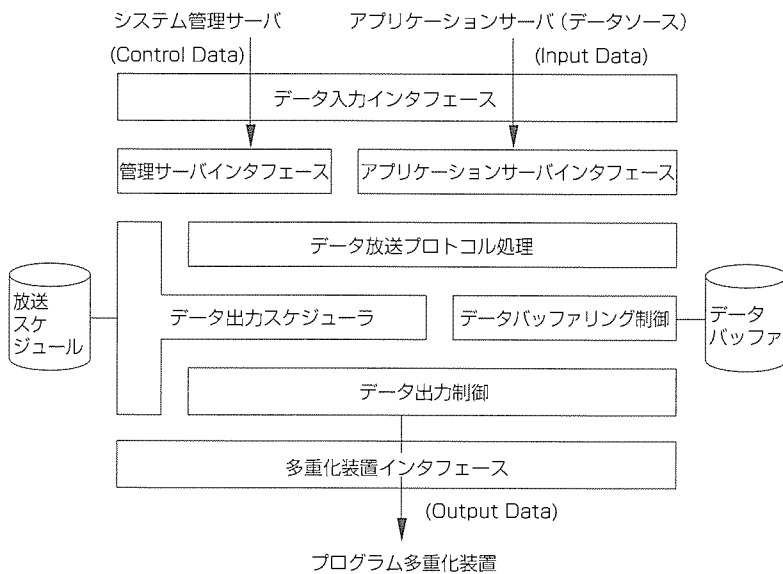 システム管理サーバ
アプリケーションサーバ(データソース)
(Control Data)
(Input Data)
データ入力インタフェース
管理サーバインタフェース
アプリケーションサーバインタフェース
データ放送プロトコル処理
放送
スケ
ジュール
データ出力スケジューラ
データバッファリング制御
データ
バッファ
データ出力制御
多重化装置インタフェース
(Output Data)
プログラム多重化装置